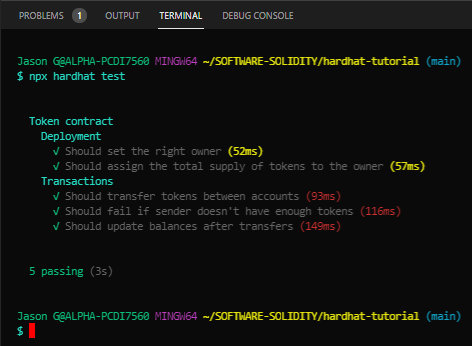 PROBLEMS 1 OUTPUT TERMINAL DEBUG CONSOLE
Jason G@ALPHA-PCDI7560 MINGW64 ~/SOFTWARE-SOLIDITY/hardhat-tutorial (main)
$ npx hardhat test
Token contract
Deployment
√ Should set the right owner (52ms)
√ Should assign the total supply of tokens to the owner (57ms)
Transactions
√ Should transfer tokens between accounts (93ms)
√ Should fail if sender doesn't have enough tokens (116ms)
√ Should update balances after transfers (149ms)
5 passing (3s)
Jason G@ALPHA-PCDI7560 MINGW64 ~/SOFTWARE-SOLIDITY/hardhat-tutorial (main)
$